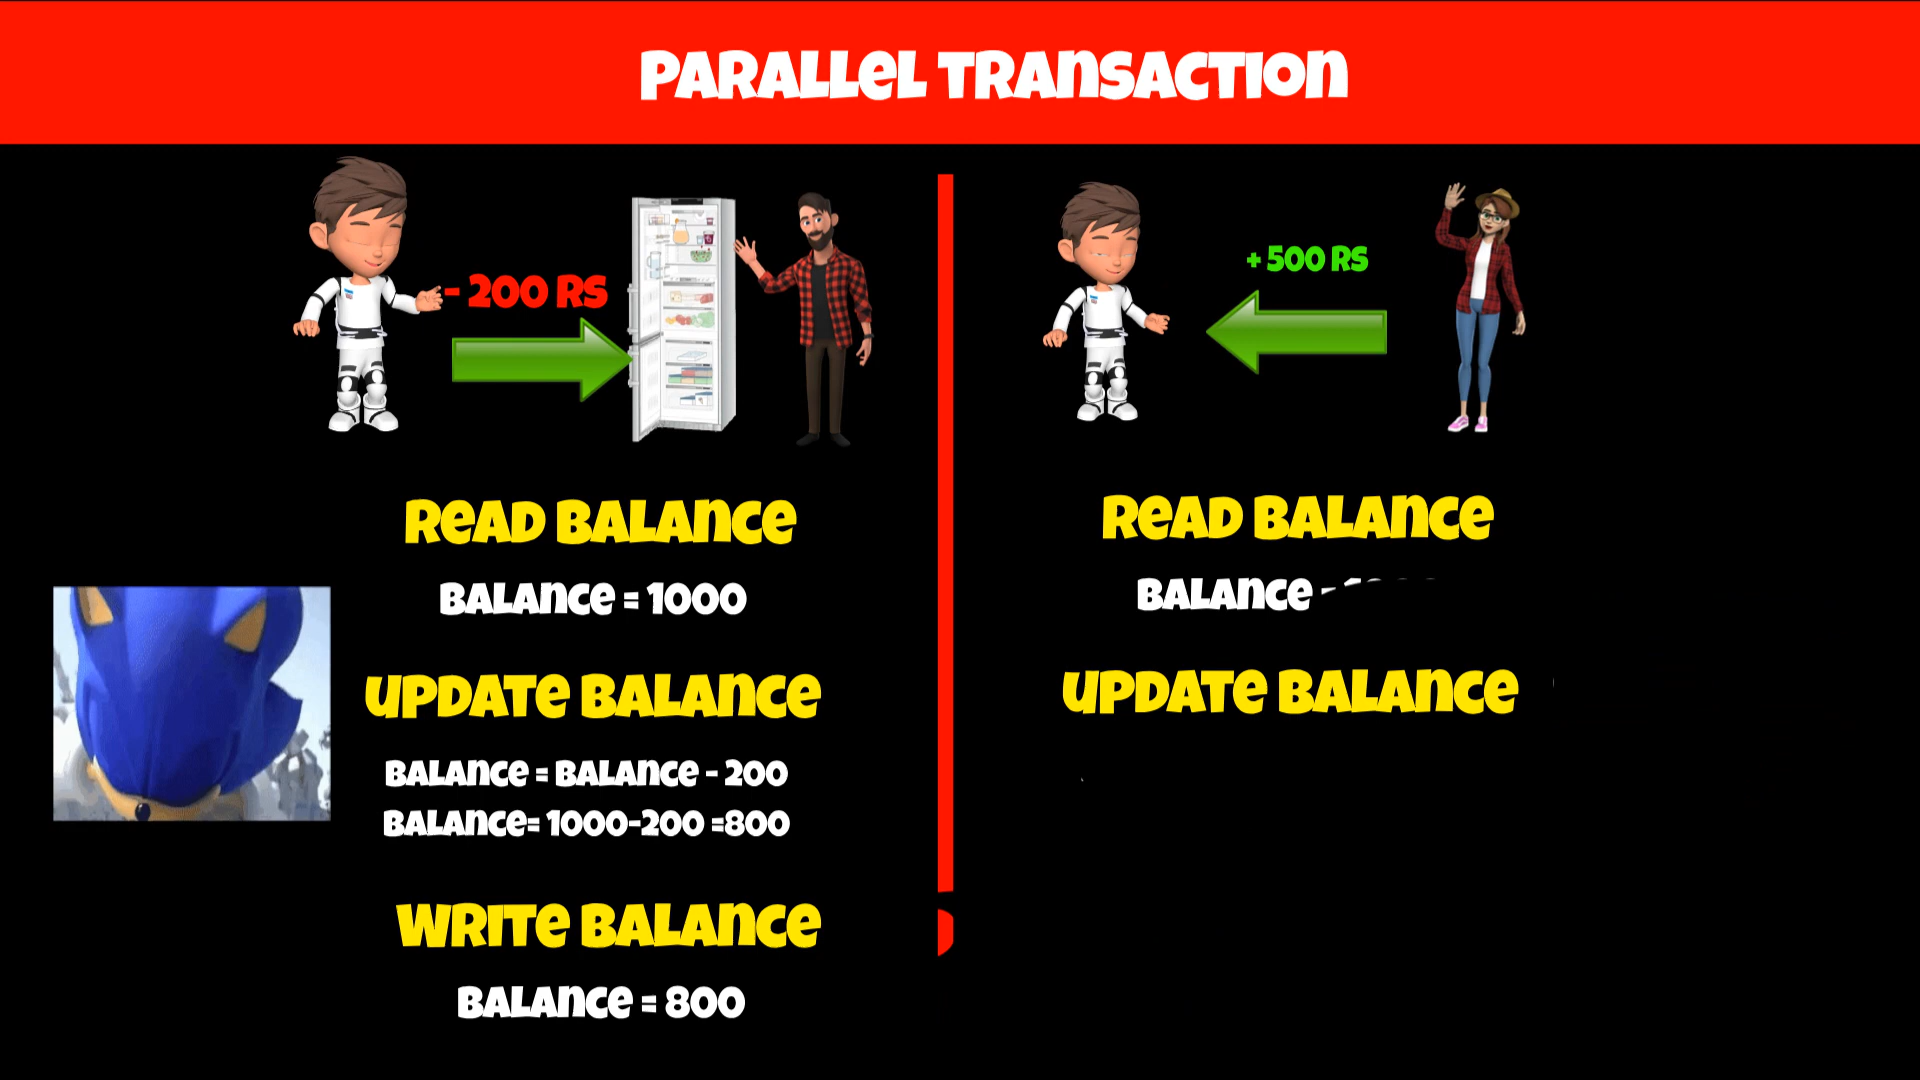 PARALLEL TRANSACTION
- 200 RS
READ BALANCE
BALANCE = 1000
UPDATE BALANCE
BALANCE = BALANCE - 200
BALANCE= 1000-200 =800
WRITE BALANCE
BALANCE = 800
+ 500 RS
READ BALANCE
BALANCE
UPDATE BALANCE